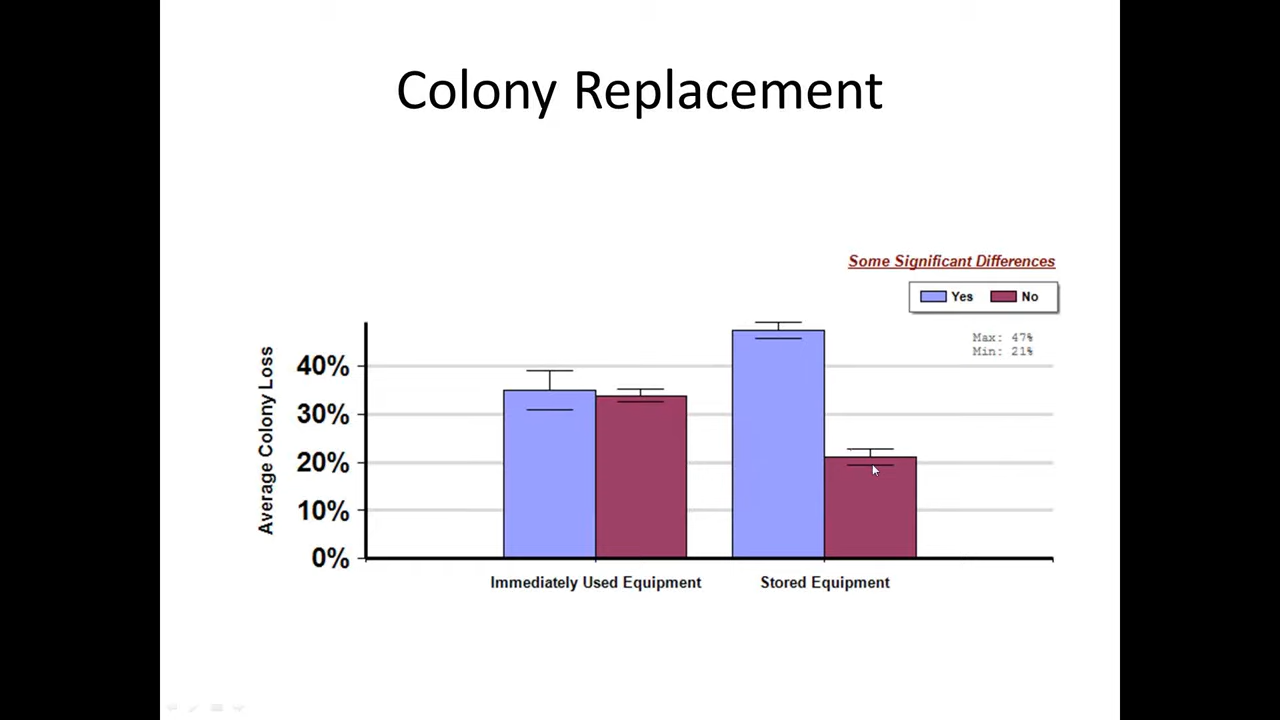 Colony Replacement
Some Significant Differences
Yes No
Max: 47%
Min: 21%
Average Colony Loss
40%
30%
20%
10%
0%
Immediately Used Equipment Stored Equipment